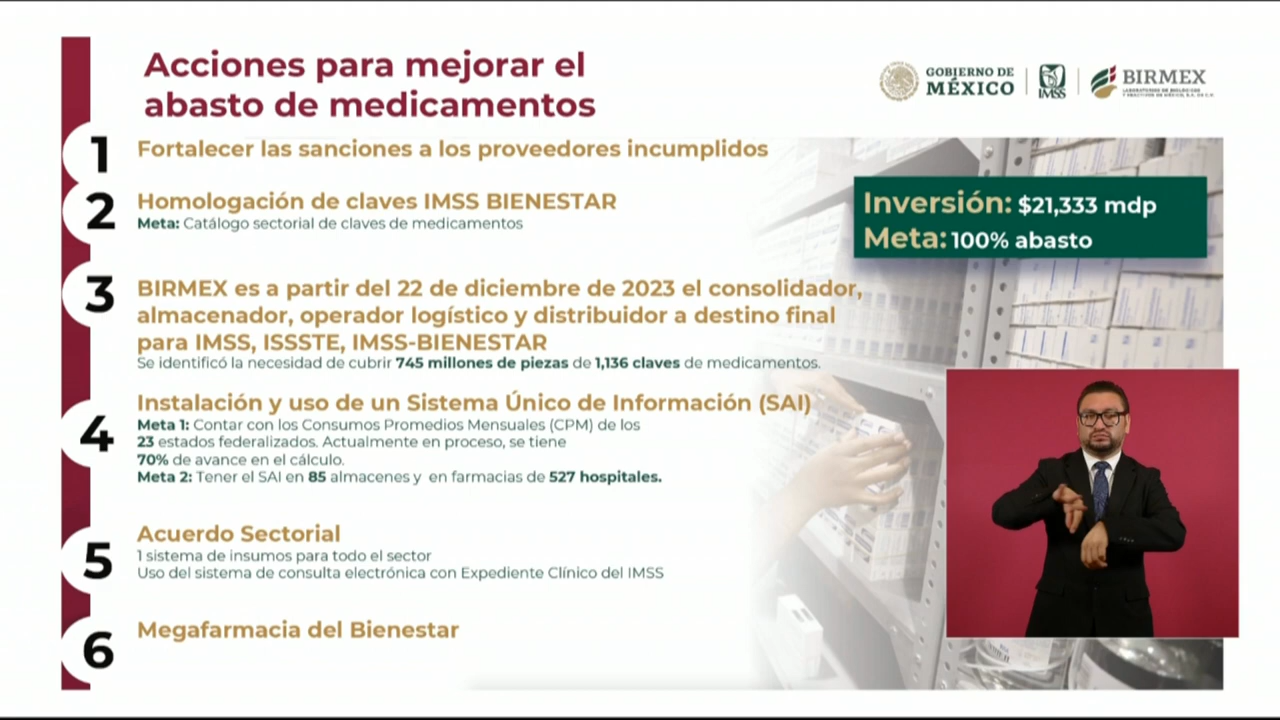 Acciones para mejorar el
abasto de medicamentos
GOBIERNO DE
MÉXICO
IMSS
BIRMEX
1
Fortalecer las sanciones a los proveedores incumplidos
Inversión: $21,333 mdp
Meta: 100% abasto
2
Homologación de claves IMSS BIENESTAR
Meta: Catálogo sectorial de claves de medicamentos
3
BIRMEX es a partir del 22 de diciembre de 2023 el consolidador,
almacenador, operador logístico y distribuidor a destino final
para IMSS, ISSSTE, IMSS-BIENESTAR
Se identificó la necesidad de cubrir 745 millones de piezas de 1,136 claves de medicamentos.
4
Instalación y uso de un Sistema Único de Información (SAI)
Meta 1: Contar con los Consumos Promedios Mensuales (CPM) de los
23 estados federalizados. Actualmente en proceso, se tiene
70% de avance en el cálculo.
Meta 2: Tener el SAI en 85 almacenes y en farmacias de 527 hospitales.
5
Acuerdo Sectorial
1 sistema de insumos para todo el sector
Uso del sistema de consulta electrónica con Expediente Clínico del IMSS
6
Megafarmacia del Bienestar